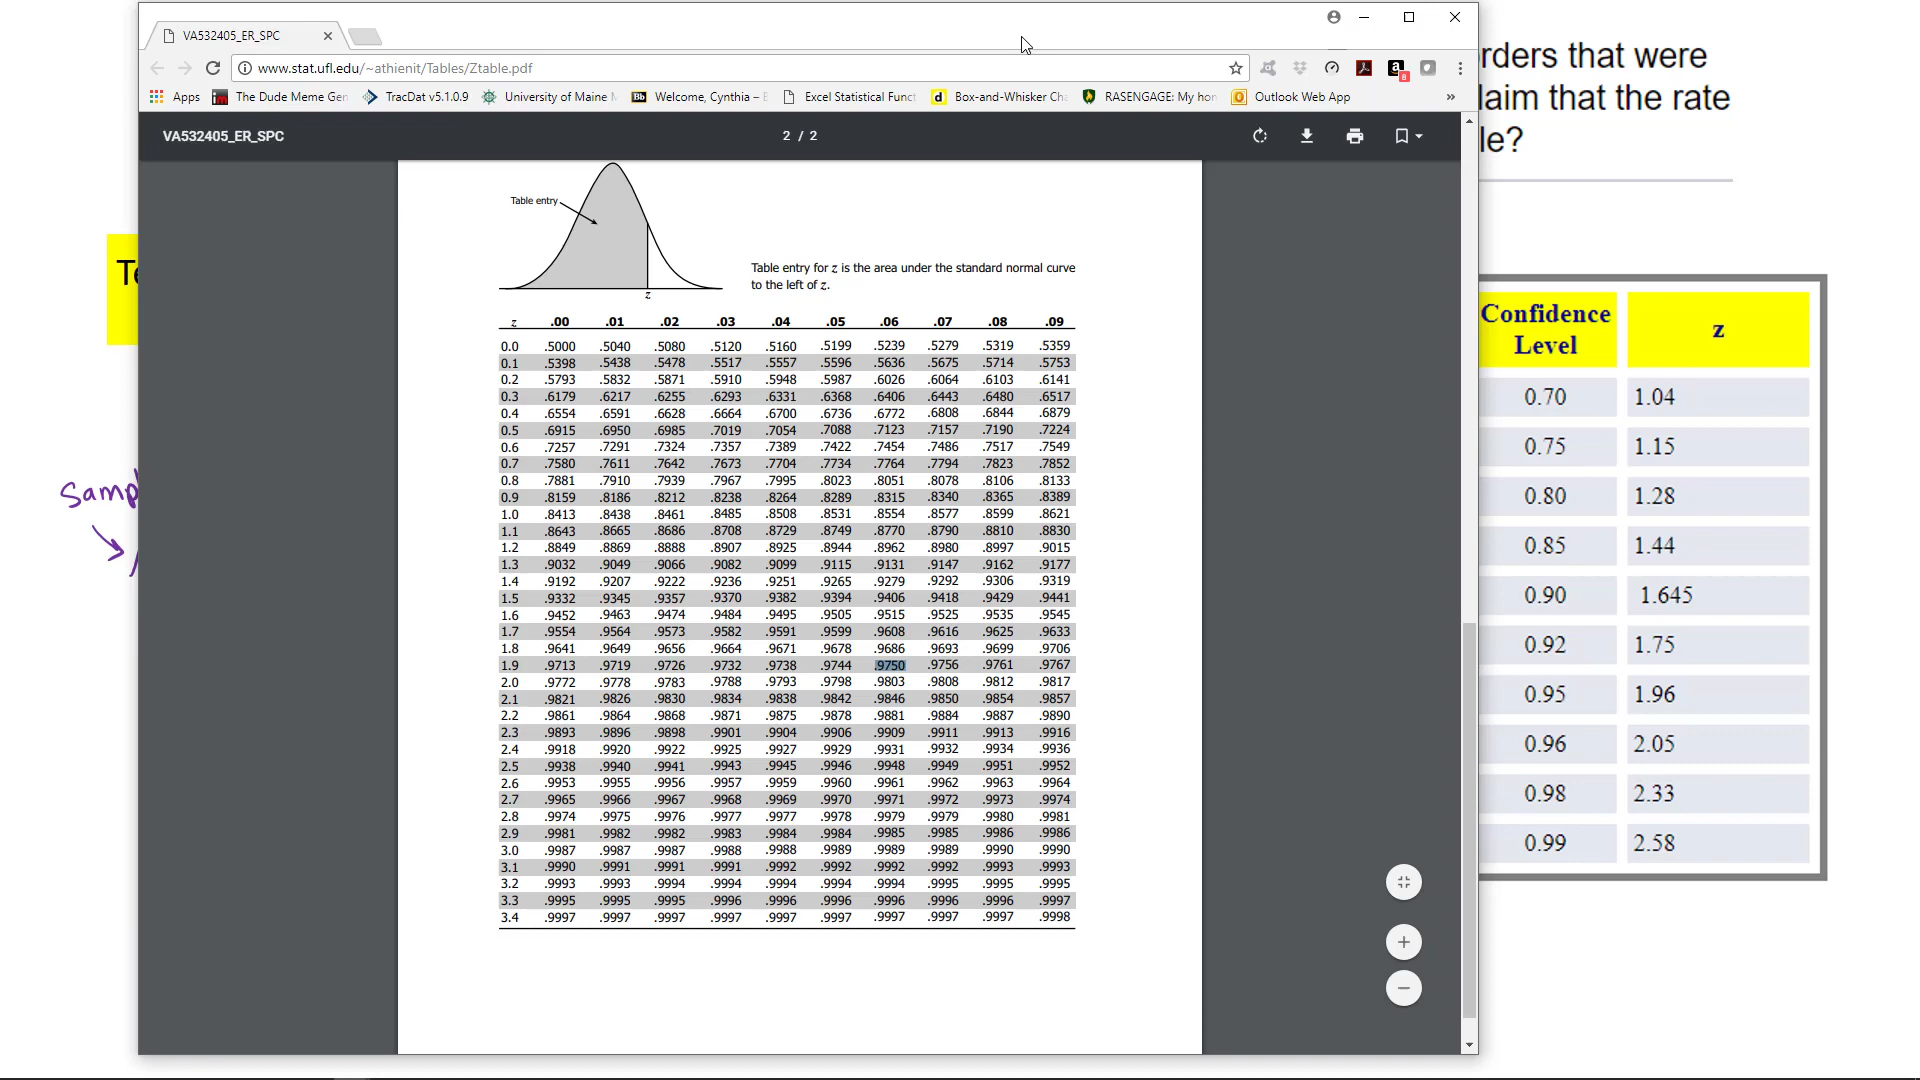 VA532405_ER_SPC
www.stat.ufl.edu/~athienit/Tables/Ztable.pdf
8
Apps The Dude Meme Gen TracDat v5.1.0.9 University of Maine Bb Welcome, Cynthia – Excel Statistical Funct d Box-and-Whisker Cha RASENGAGE: My Outlook Web App »
VA532405_ER_SPC 2 / 2
rders that were
laim that the rate
le?
Te
Samp
Table entry
z
Table entry for z is the area under the standard normal curve
to the left of z.
z .00 .01 .02 .03 .04 .05 .06 .07 .08 .09
0.0 .5000 .5040 .5080 .5120 .5160 .5199 .5239 .5279 .5319 .5359
0.1 .5398 .5438 .5478 .5517 .5557 .5596 .5636 .5675 .5714 .5753
0.2 .5793 .5832 .5871 .5910 .5948 .5987 .6026 .6064 .6103 .6141
0.3 .6179 .6217 .6255 .6293 .6331 .6368 .6406 .6443 .6480 .6517
0.4 .6554 .6591 .6628 .6664 .6700 .6736 .6772 .6808 .6844 .6879
0.5 .6915 .6950 .6985 .7019 .7054 .7088 .7123 .7157 .7190 .7224
0.6 .7257 .7291 .7324 .7357 .7389 .7422 .7454 .7486 .7517 .7549
0.7 .7580 .7611 .7642 .7673 .7704 .7734 .7764 .7794 .7823 .7852
0.8 .7881 .7910 .7939 .7967 .7995 .8023 .8051 .8078 .8106 .8133
0.9 .8159 .8186 .8212 .8238 .8264 .8289 .8315 .8340 .8365 .8389
1.0 .8413 .8438 .8461 .8485 .8508 .8531 .8554 .8577 .8599 .8621
1.1 .8643 .8665 .8686 .8708 .8729 .8749 .8770 .8790 .8810 .8830
1.2 .8849 .8869 .8888 .8907 .8925 .8944 .8962 .8980 .8997 .9015
1.3 .9032 .9049 .9066 .9082 .9099 .9115 .9131 .9147 .9162 .9177
1.4 .9192 .9207 .9222 .9236 .9251 .9265 .9279 .9292 .9306 .9319
1.5 .9332 .9345 .9357 .9370 .9382 .9394 .9406 .9418 .9429 .9441
1.6 .9452 .9463 .9474 .9484 .9495 .9505 .9515 .9525 .9535 .9545
1.7 .9554 .9564 .9573 .9582 .9591 .9599 .9608 .9616 .9625 .9633
1.8 .9641 .9649 .9656 .9664 .9671 .9678 .9686 .9693 .9699 .9706
1.9 .9713 .9719 .9726 .9732 .9738 .9744 .9750 .9756 .9761 .9767
2.0 .9772 .9778 .9783 .9788 .9793 .9798 .9803 .9808 .9812 .9817
2.1 .9821 .9826 .9830 .9834 .9838 .9842 .9846 .9850 .9854 .9857
2.2 .9861 .9864 .9868 .9871 .9875 .9878 .9881 .9884 .9887 .9890
2.3 .9893 .9896 .9898 .9901 .9904 .9906 .9909 .9911 .9913 .9916
2.4 .9918 .9920 .9922 .9925 .9927 .9929 .9931 .9932 .9934 .9936
2.5 .9938 .9940 .9941 .9943 .9945 .9946 .9948 .9949 .9951 .9952
2.6 .9953 .9955 .9956 .9957 .9959 .9960 .9961 .9962 .9963 .9964
2.7 .9965 .9966 .9967 .9968 .9969 .9970 .9971 .9972 .9973 .9974
2.8 .9974 .9975 .9976 .9977 .9977 .9978 .9979 .9979 .9980 .9981
2.9 .9981 .9982 .9982 .9983 .9984 .9984 .9985 .9985 .9986 .9986
3.0 .9987 .9987 .9987 .9988 .9988 .9989 .9989 .9989 .9990 .9990
3.1 .9990 .9991 .9991 .9991 .9992 .9992 .9992 .9992 .9993 .9993
3.2 .9993 .9993 .9994 .9994 .9994 .9994 .9994 .9995 .9995 .9995
3.3 .9995 .9995 .9995 .9996 .9996 .9996 .9996 .9996 .9996 .9997
3.4 .9997 .9997 .9997 .9997 .9997 .9997 .9997 .9997 .9997 .9998
Confidence
Level z
0.70 1.04
0.75 1.15
0.80 1.28
0.85 1.44
0.90 1.645
0.92 1.75
0.95 1.96
0.96 2.05
0.98 2.33
0.99 2.58